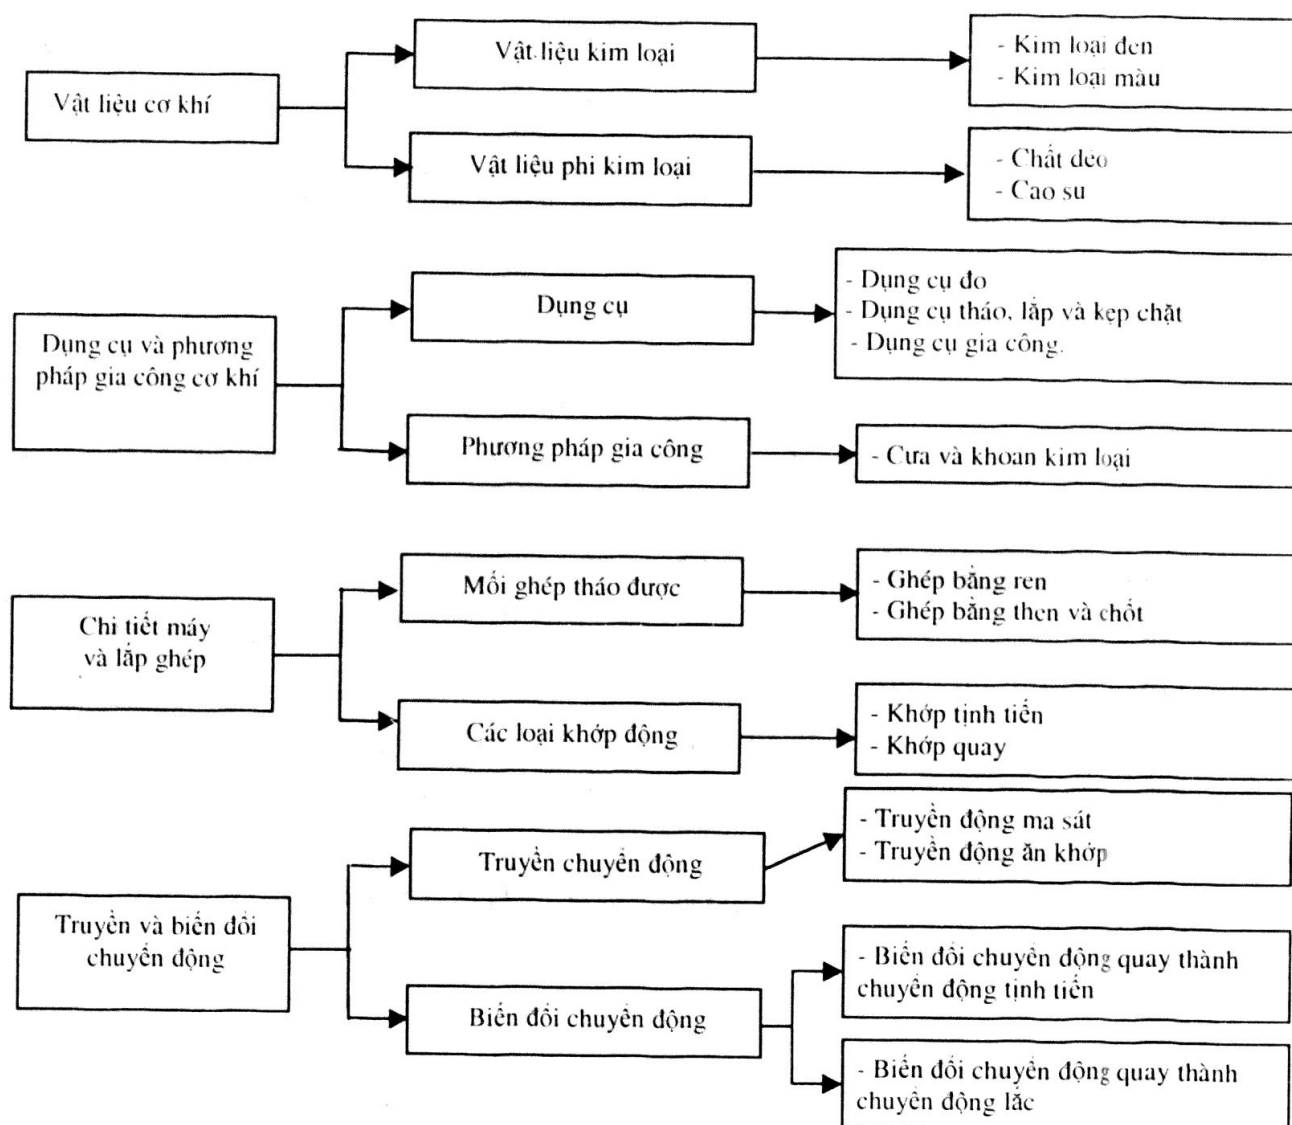 Vật liệu cơ khí
Vật liệu kim loại
- Kim loại đen
- Kim loại màu
Vật liệu phi kim loại
- Chất dẻo
- Cao su
Dụng cụ và phương
pháp gia công cơ khí
Dụng cụ
- Dụng cụ đo
- Dụng cụ tháo, lắp và kẹp chặt
- Dụng cụ gia công.
Phương pháp gia công
- Cưa và khoan kim loại
Chi tiết máy
và lắp ghép
Mối ghép tháo được
- Ghép bằng ren
- Ghép bằng then và chốt
Các loại khớp động
- Khớp tịnh tiến
- Khớp quay
Truyền và biến đổi
chuyển động
Truyền chuyển động
- Truyền động ma sát
- Truyền động ăn khớp
Biến đổi chuyển động
- Biến đổi chuyển động quay thành
chuyển động tịnh tiến
- Biến đổi chuyển động quay thành
chuyển động lắc